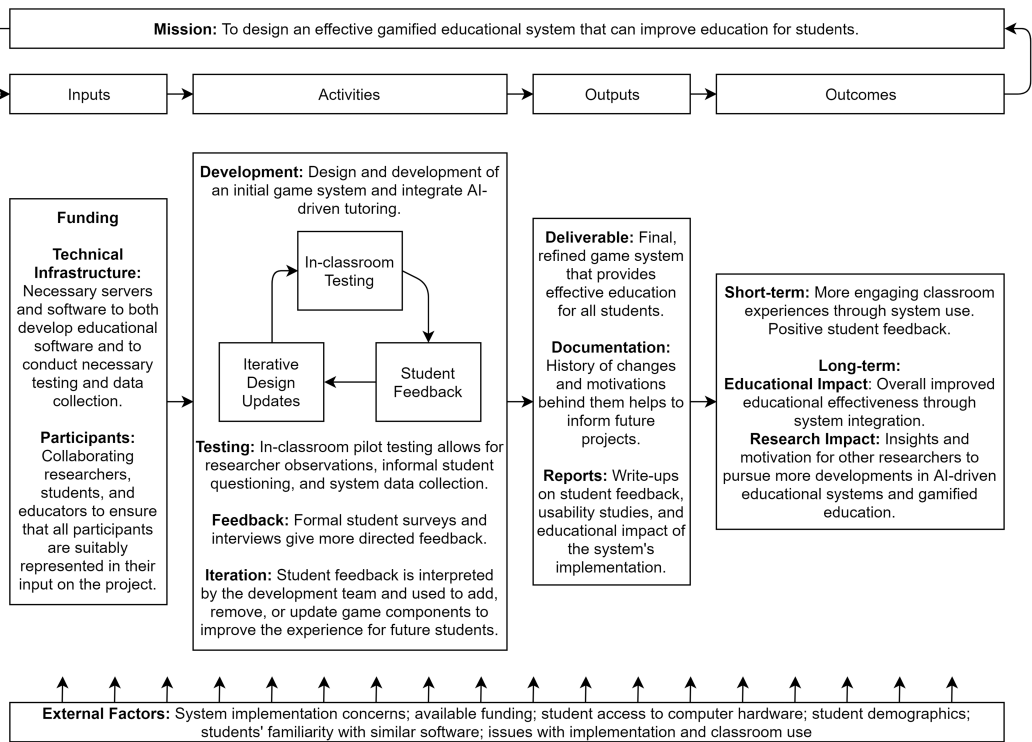 Mission: To design an effective gamified educational system that can improve education for students.
Inputs
Activities
Outputs
Outcomes
Funding
Technical
Infrastructure:
Necessary servers
and software to both
develop educational
software and to
conduct necessary
testing and data
collection.
Participants:
Collaborating
researchers,
students, and
educators to ensure
that all participants
are suitably
represented in their
input on the project.
Development: Design and development of
an initial game system and integrate AI-
driven tutoring.
In-classroom
Testing
Iterative
Design
Updates
Student
Feedback
Testing: In-classroom pilot testing allows for
researcher observations, informal student
questioning, and system data collection.
Feedback: Formal student surveys and
interviews give more directed feedback.
Iteration: Student feedback is interpreted
by the development team and used to add,
remove, or update game components to
improve the experience for future students.
Deliverable: Final,
refined game system
that provides
effective education
for all students.
Documentation:
History of changes
and motivations
behind them helps to
inform future
projects.
Reports: Write-ups
on student feedback,
usability studies, and
educational impact of
the system's
implementation.
Short-term: More engaging classroom
experiences through system use.
Positive student feedback.
Long-term:
Educational Impact: Overall improved
educational effectiveness through
system integration.
Research Impact: Insights and
motivation for other researchers to
pursue more developments in AI-driven
educational systems and gamified
education.
External Factors: System implementation concerns; available funding; student access to computer hardware; student demographics;
students' familiarity with similar software; issues with implementation and classroom use